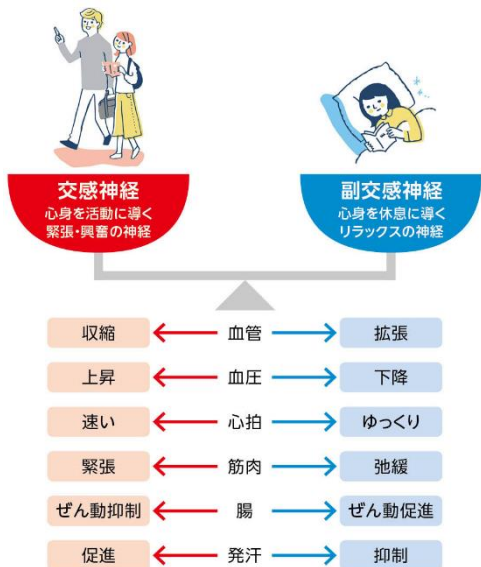 交感神経
心身を活動に導く
緊張・興奮の神経
副交感神経
心身を休息に導く
リラックスの神経
収縮 血管 拡張
上昇 血圧 下降
速い 心拍 ゆっくり
緊張 筋肉 弛緩
ぜん動抑制 腸 ぜん動促進
促進 発汗 抑制